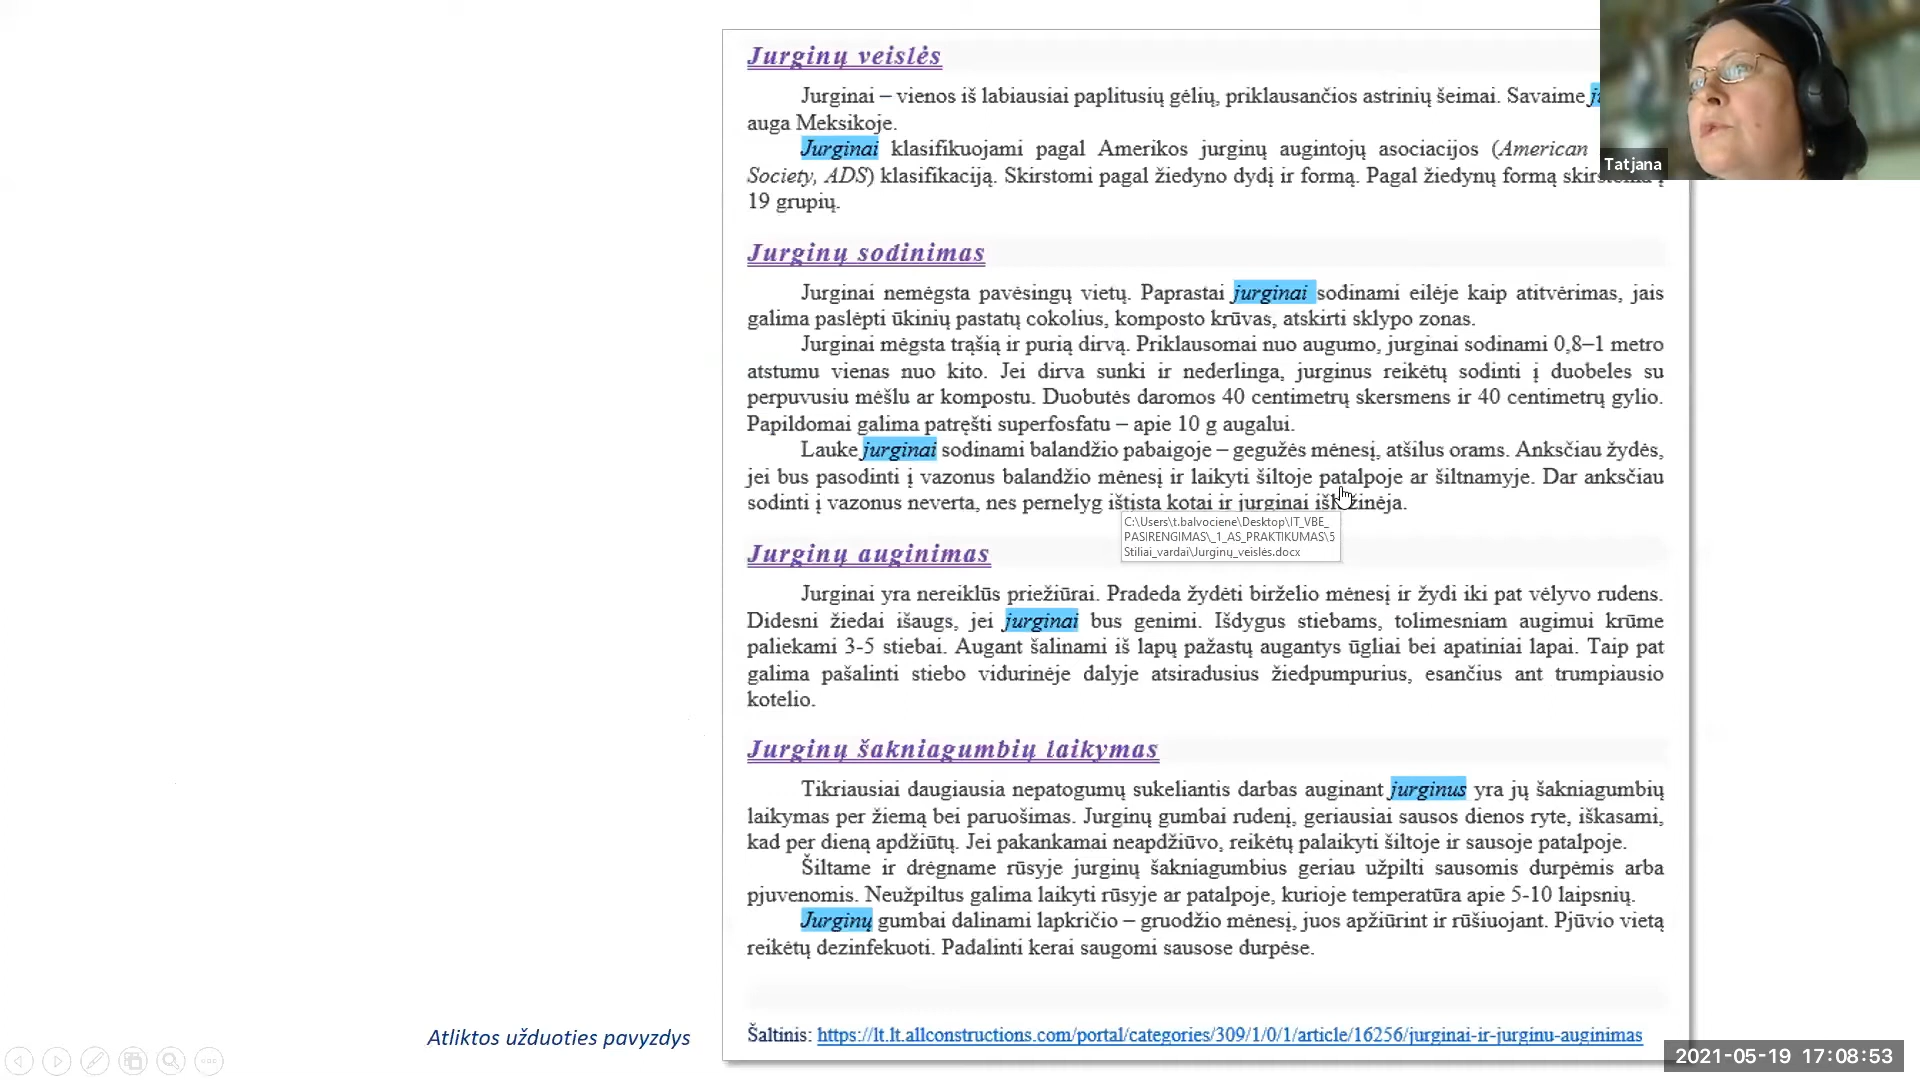 Jurginų veislės
Jurginai – vienos iš labiausiai paplitusių gėlių, priklausančios astrinių šeimai. Savaime
auga Meksikoje.
Jurginai klasifikuojami pagal Amerikos jurginų augintojų asociacijos (American
Society, ADS) klasifikaciją. Skirstomi pagal žiedyno dydį ir formą. Pagal žiedynų formą
19 grupių.
Jurginų sodinimas
Jurginai nemėgsta pavėsingų vietų. Paprastai jurginai sodinami eilėje kaip atitvėrimas, jais
galima paslėpti ūkinių pastatų cokolius, komposto krūvas, atskirti sklypo zonas.
Jurginai mėgsta trąšią ir purią dirvą. Priklausomai nuo augumo, jurginai sodinami 0,8–1 metro
atstumu vienas nuo kito. Jei dirva sunki ir nederlinga, jurginus reikėtų sodinti į duobeles su
perpuvusiu mėšlu ar kompostu. Duobutės daromos 40 centimetrų skersmens ir 40 centimetrų gylio.
Papildomai galima patręšti superfosfatu – apie 10 g augalui.
Lauke jurginai sodinami balandžio pabaigoje – gegužės mėnesį, atšilus orams. Anksčiau žydės,
jei bus pasodinti į vazonus balandžio mėnesį ir laikyti šiltoje patalpoje ar šiltnamyje. Dar anksčiau
sodinti į vazonus neverta, nes pernelyg ištįsta kotai ir jurginai
C:\Users\t.balvociene\Desktop\IT_VBE_
PASIRENGIMAS\_1_AS_PRAKTIKUMAS\5
Stiliai_vardai\Jurginų_veislės.docx
Jurginų auginimas
Jurginai yra nereiklūs priežiūrai. Pradeda žydėti birželio mėnesį ir žydi iki pat vėlyvo rudens.
Didesni žiedai išaugs, jei jurginai bus genimi. Išdygus stiebams, tolimesniam augimui krūme
paliekami 3-5 stiebai. Augant šalinami iš lapų pažastų augantys ūgliai bei apatiniai lapai. Taip pat
galima pašalinti stiebo vidurinėje dalyje atsiradusius žiedpumpurius, esančius ant trumpiausio
kotelio.
Jurginų šakniagumbių laikymas
Tikriausiai daugiausia nepatogumų sukeliantis darbas auginant jurginus yra jų šakniagumbių
laikymas per žiemą bei paruošimas. Jurginų gumbai rudenį, geriausiai sausos dienos ryte, iškasami,
kad per dieną apdžiūtų. Jei pakankamai neapdžiūvo, reikėtų palaikyti šiltoje ir sausoje patalpoje.
Šiltame ir drėgname rūsyje jurginų šakniagumbius geriau užpilti sausomis durpėmis arba
pjuvenomis. Neužpiltus galima laikyti rūsyje ar patalpoje, kurioje temperatūra apie 5-10 laipsnių.
Jurginų gumbai dalinami lapkričio – gruodžio mėnesį, juos apžiūrint ir rūšiuojant. Pjūvio vietą
reikėtų dezinfekuoti. Padalinti kerai saugomi sausose durpėse.
Atliktos užduoties pavyzdys
Šaltinis: https://lt.lt.allconstructions.com/portal/categories/309/1/0/1/article/16256/jurginai-ir-jurginu-auginimas
Tatjana
2021-05-19 17:08:53